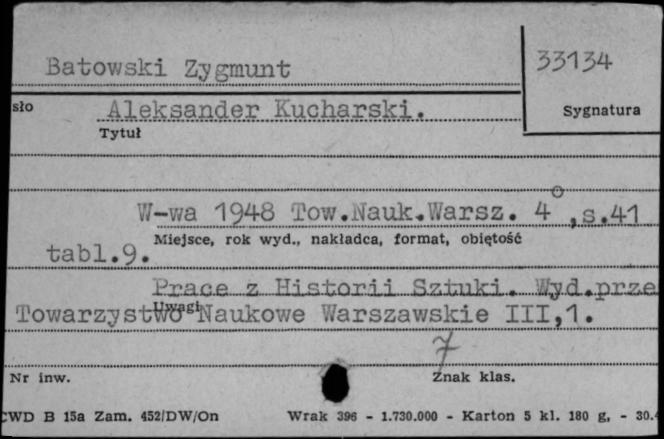 Batowski Zygmunt
33134
sło Aleksander Kucharski.
Sygnatura
Tytuł
W-wa 1948 Tow.Nauk.Warsz. 4°,s.41
Miejsce, rok wyd., nakładca, format, objętość
tabl.9.
Prace z Historii Sztuki. Wyd.prze
Uwagi
Towarzystwo Naukowe Warszawskie III,1.
7
Nr inw.
Znak klas.
CWD B 15a Zam. 452/DW/On Wrak 396 - 1.730.000 - Karton 5 kl. 180 g, - 30.4